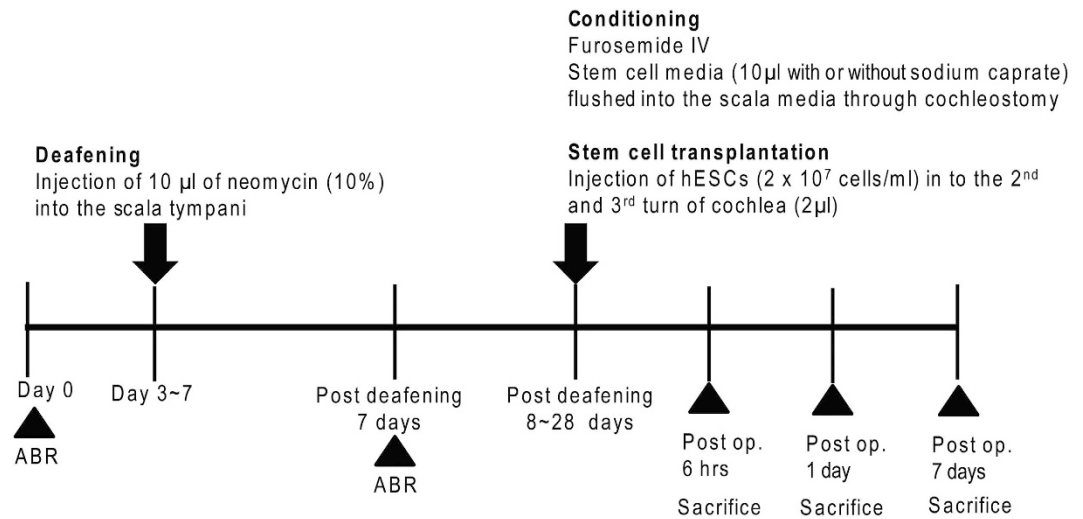 Conditioning
Furosemide IV
Stem cell media (10µl with or without sodium caprate)
flushed into the scala media through cochleostomy
Deafening
Injection of 10 µl of neomycin (10%)
into the scala tympani
Stem cell transplantation
Injection of hESCs (2 x 10⁷ cells/ml) in to the 2ⁿᵈ
and 3ʳᵈ turn of cochlea (2µl)
Day 0
ABR
Day 3~7
Post deafening
7 days
ABR
Post deafening
8~28 days
Post op.
6 hrs
Sacrifice
Post op.
1 day
Sacrifice
Post op.
7 days
Sacrifice